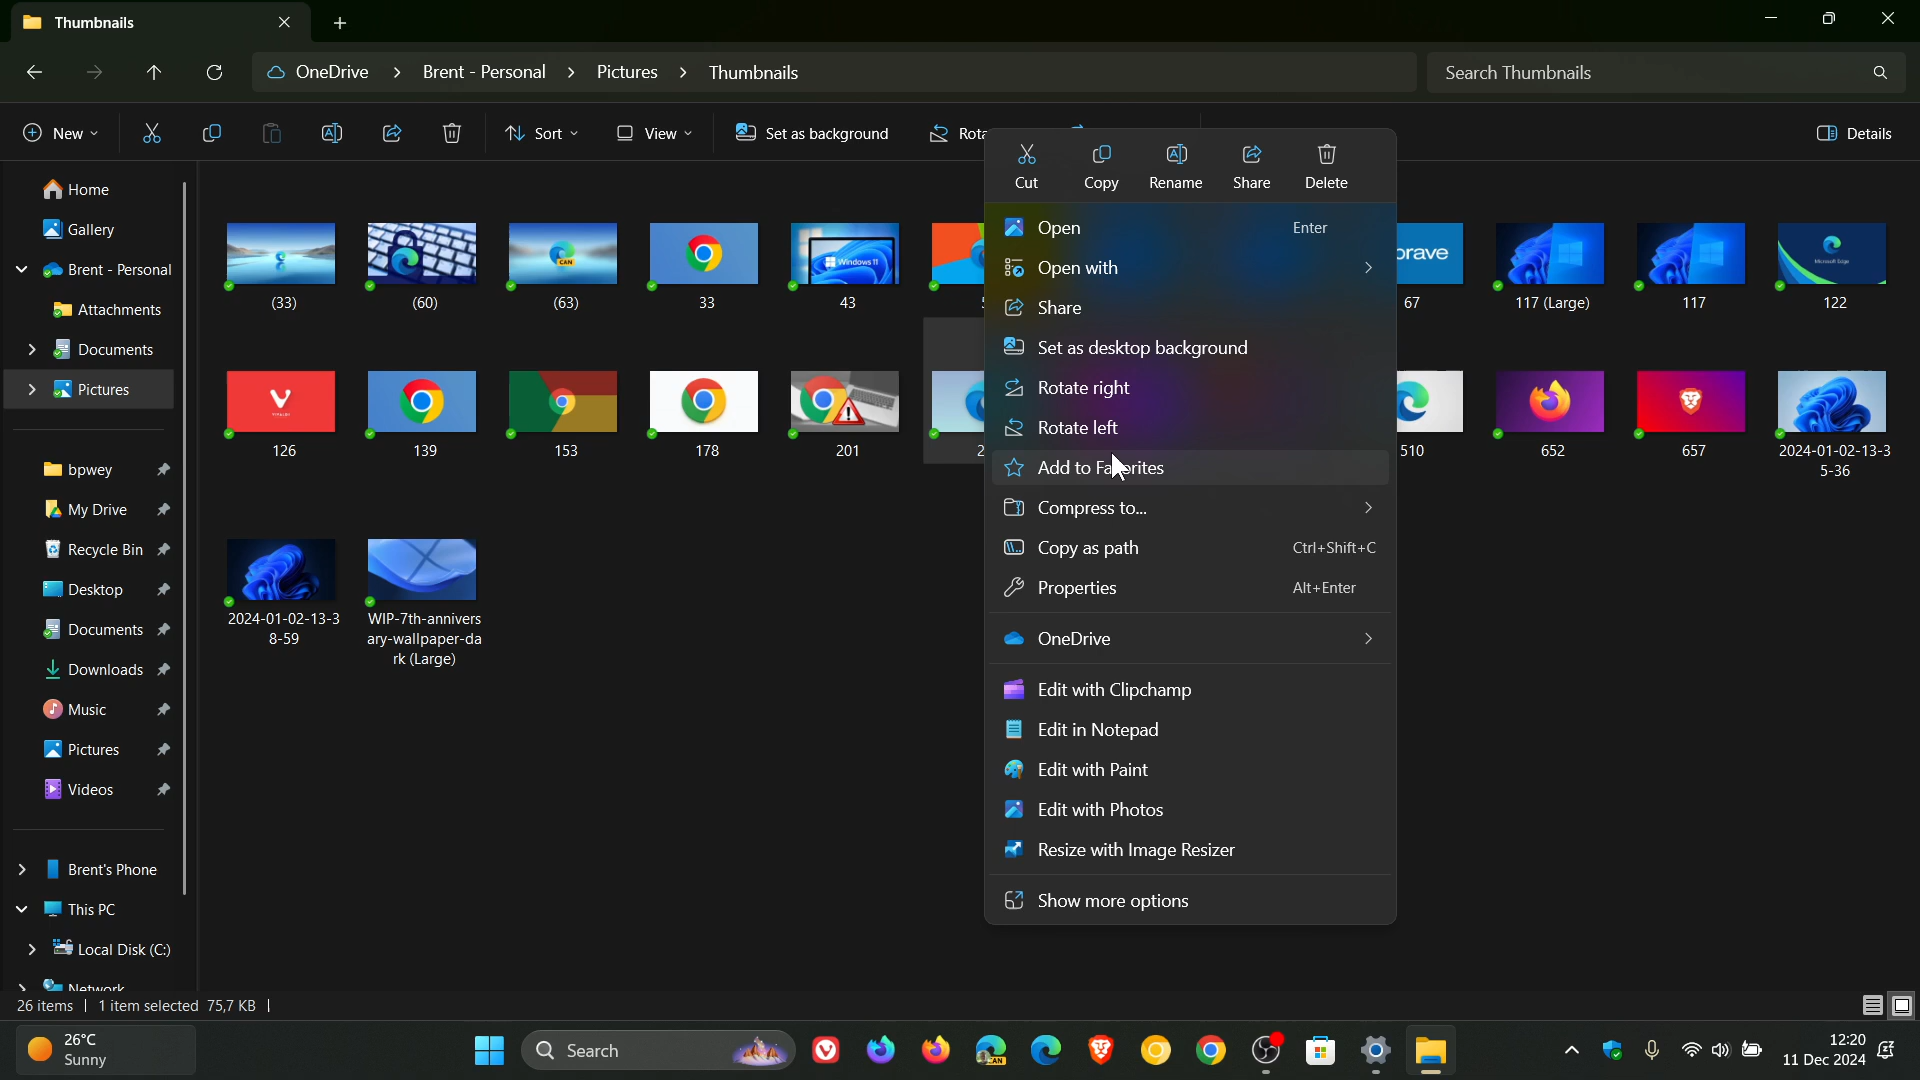 Thumbnails
OneDrive > Brent - Personal > Pictures > Thumbnails
Search Thumbnails
New
Sort
View
Set as background
Details
Home
Gallery
Brent - Personal
Attachments
Documents
Pictures
bpwey
My Drive
Recycle Bin
Desktop
Documents
Downloads
Music
Pictures
Videos
Brent's Phone
This PC
Local Disk (C:)
Network
(33)
(60)
CAN
(63)
33
Windows 11
43
67
117 (Large)
117
Microsoft Edge
122
VIVALDI
126
139
153
178
201
510
652
657
2024-01-02-13-3
5-36
2024-01-02-13-3
8-59
WIP-7th-annivers
ary-wallpaper-da
rk (Large)
Cut
Copy
Rename
Share
Delete
Open Enter
Open with
Share
Set as desktop background
Rotate right
Rotate left
Add to Favorites
Compress to...
Copy as path Ctrl+Shift+C
Properties Alt+Enter
OneDrive
Edit with Clipchamp
Edit in Notepad
Edit with Paint
Edit with Photos
Resize with Image Resizer
Show more options
26 items | 1 item selected 75,7 KB |
26°C
Sunny
Search
CAN
12:20
11 Dec 2024